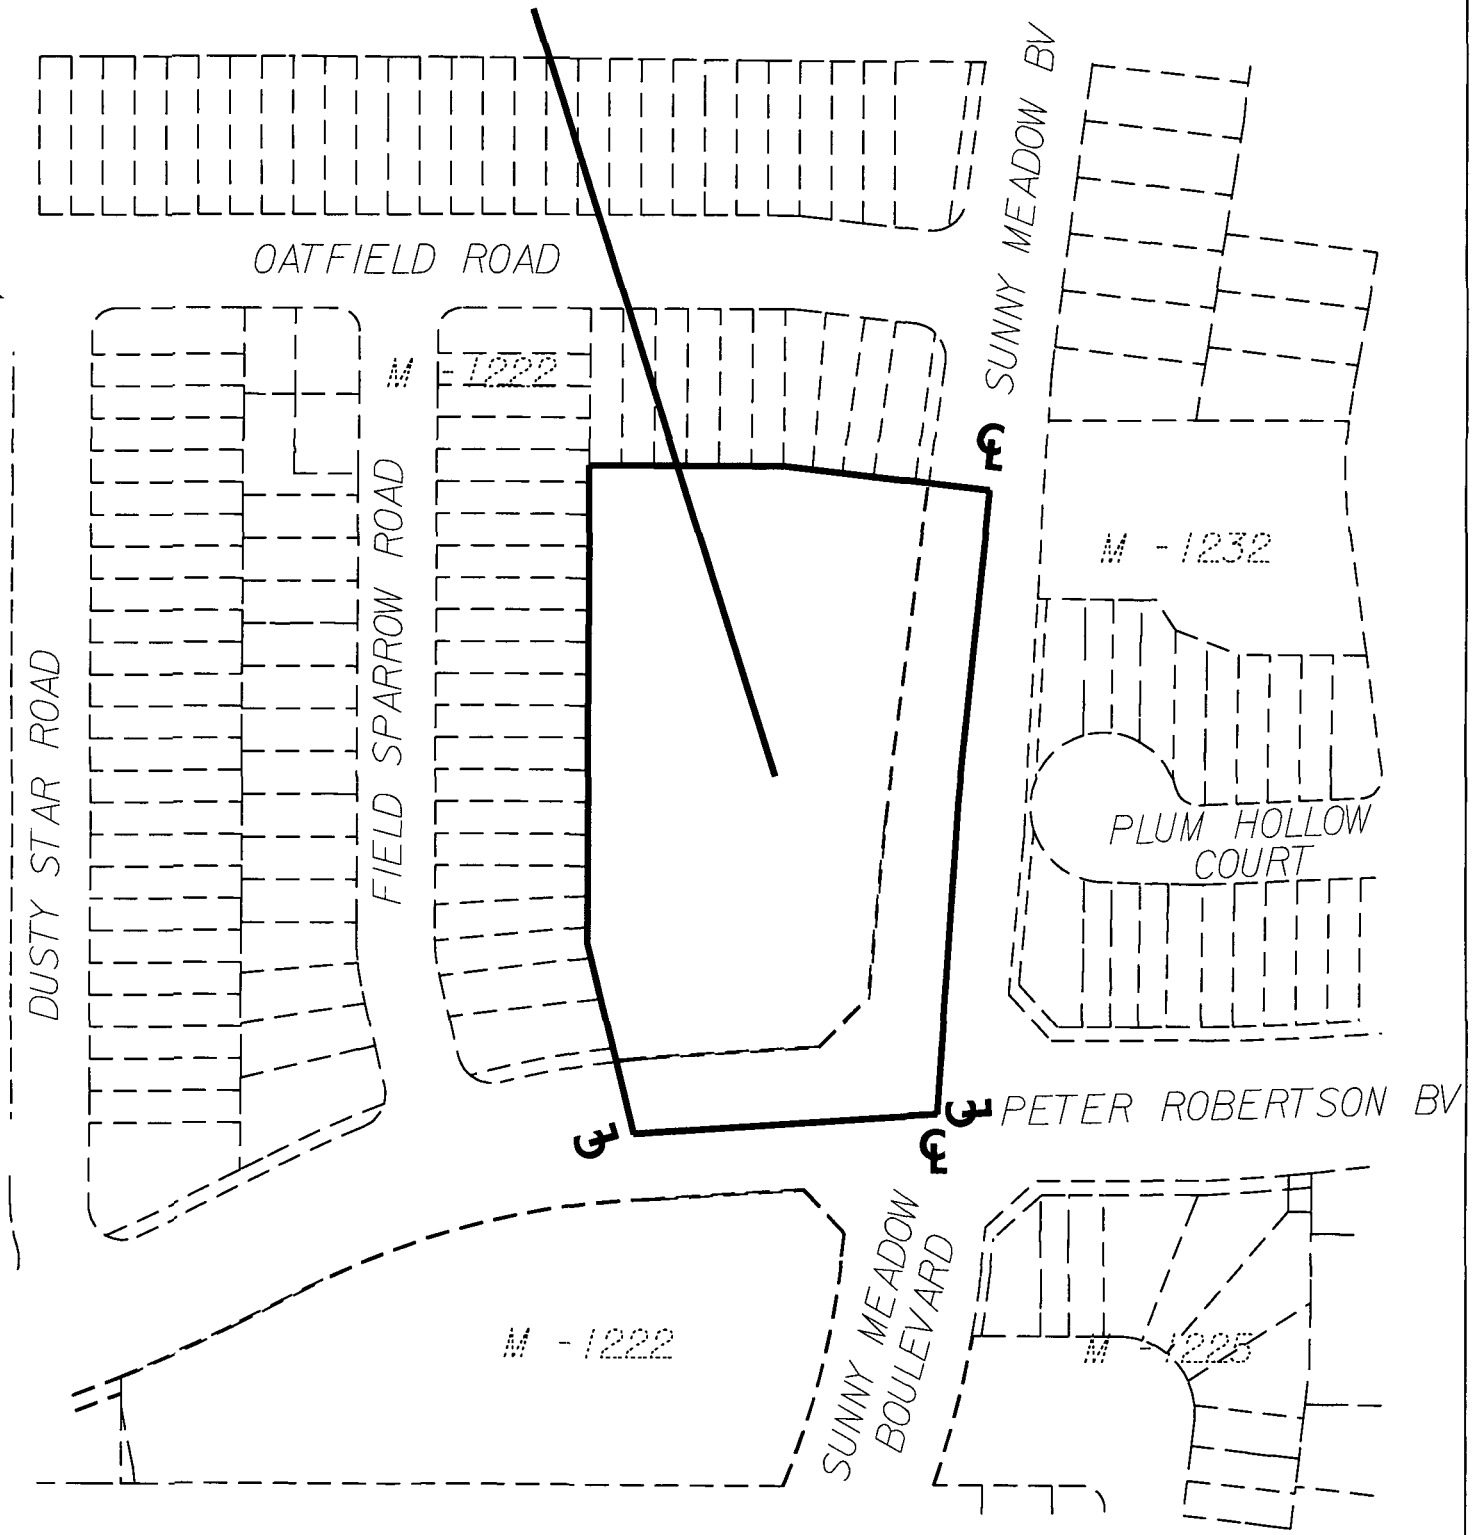 SUNNY MEADOW BV
OATFIELD ROAD
M - 1222
℄
FIELD SPARROW ROAD
M - 1232
DUSTY STAR ROAD
PLUM HOLLOW
COURT
℄
PETER ROBERTSON BV
℄
℄
SUNNY MEADOW
BOULEVARD
M - 1222
M - 1225